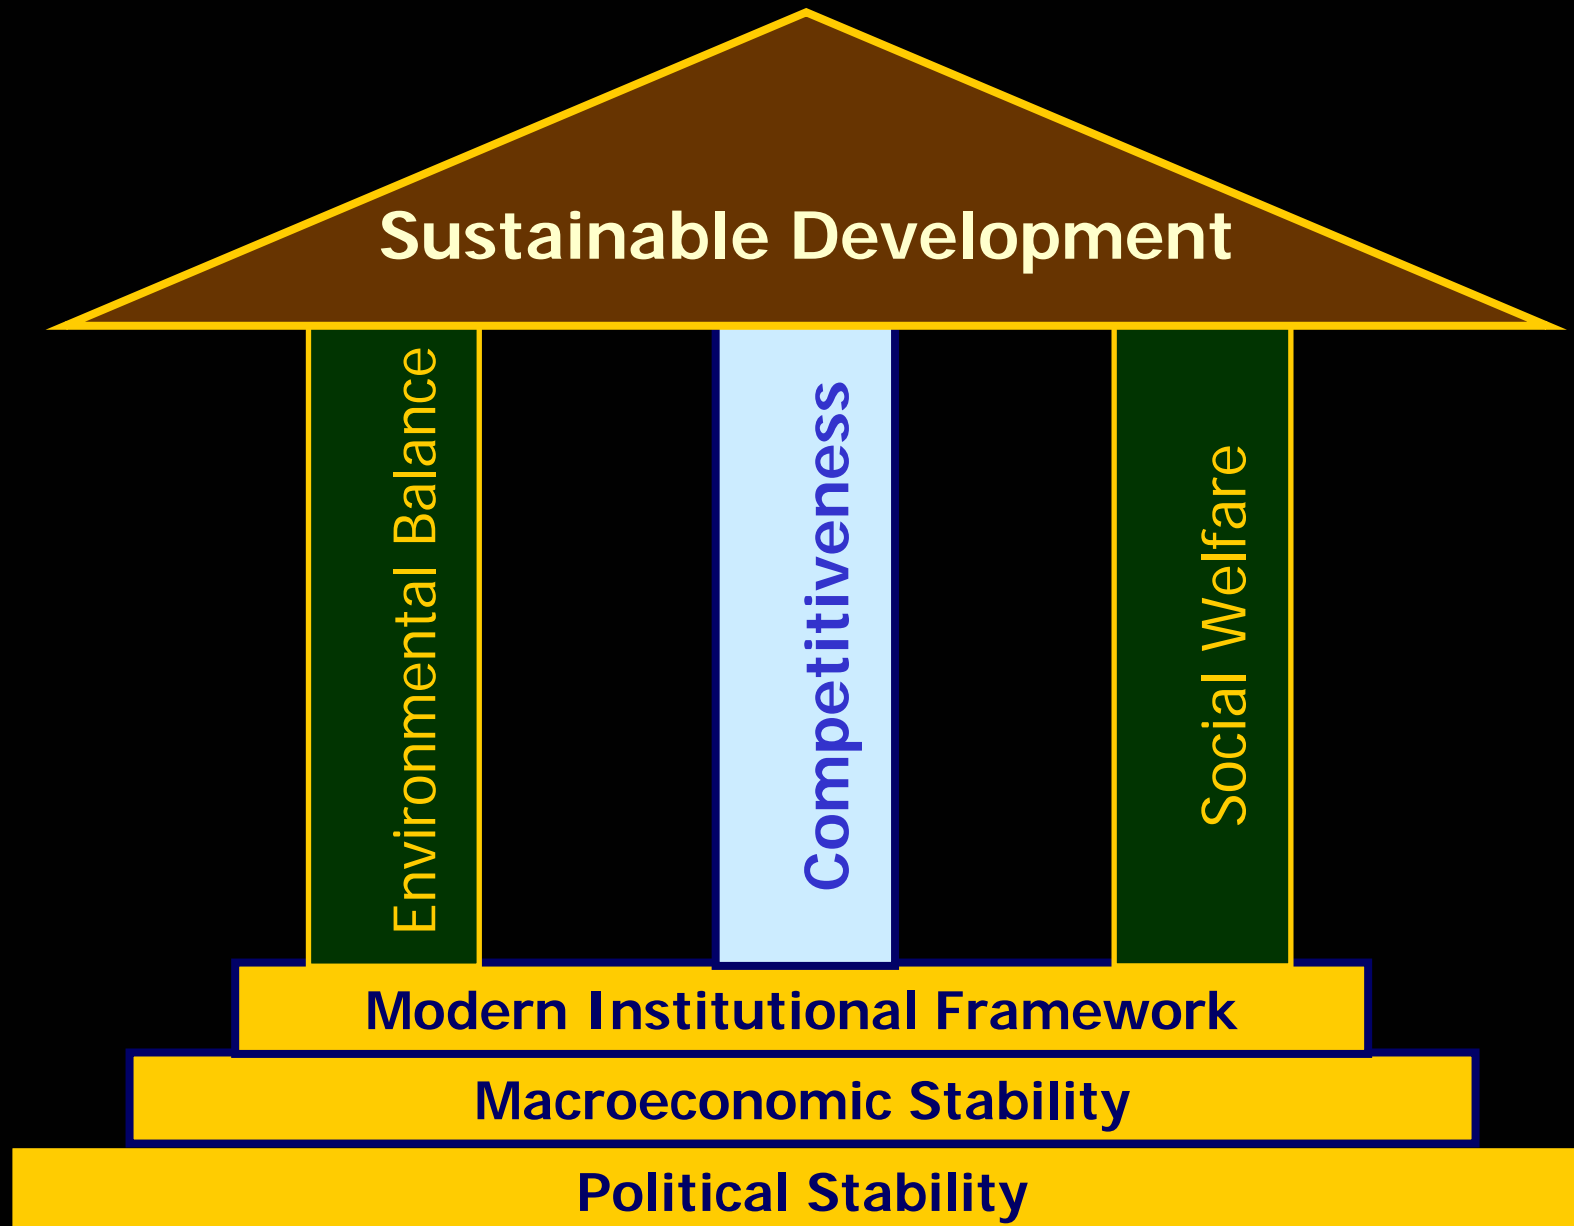 Sustainable Development
Environmental Balance
Competitiveness
Social Welfare
Modern Institutional Framework
Macroeconomic Stability
Political Stability